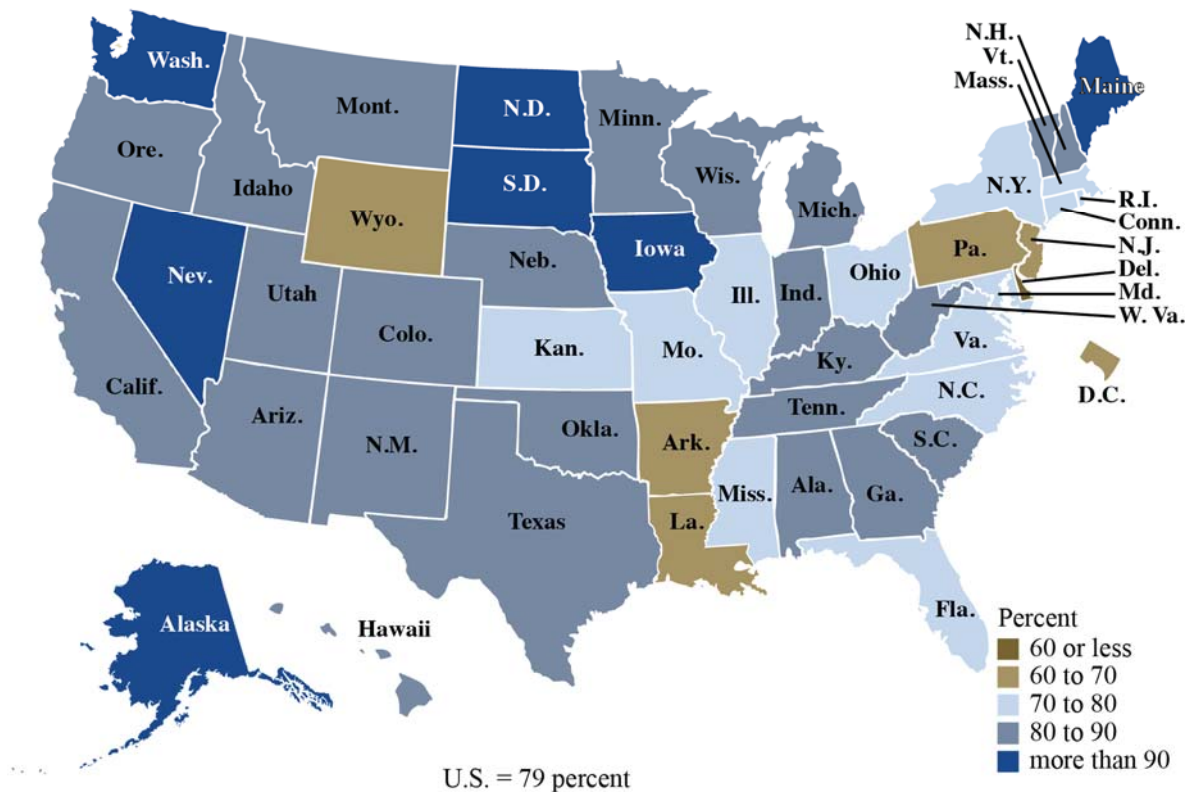 N.H.
Vt.
Wash.
Mass.
Maine
Mont.
N.D.
Minn.
Ore.
Idaho
S.D.
Wis.
Mich.
N.Y.
R.I.
Conn.
N.J.
Wyo.
Iowa
Pa.
Del.
Nev.
Neb.
Ohio
Md.
Utah
Ill.
Ind.
W. Va.
Colo.
Kan.
Mo.
Ky.
Va.
Calif.
D.C.
N.C.
Ariz.
N.M.
Okla.
Tenn.
Ark.
S.C.
Miss.
Ala.
Ga.
Texas
La.
Alaska
Hawaii
Fla.
Percent
60 or less
60 to 70
70 to 80
80 to 90
more than 90
U.S. = 79 percent